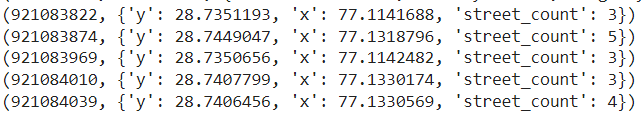 (921083822, {'y': 28.7351193, 'x': 77.1141688, 'street_count': 3})
(921083874, {'y': 28.7449047, 'x': 77.1318796, 'street_count': 5})
(921083969, {'y': 28.7350656, 'x': 77.1142482, 'street_count': 3})
(921084010, {'y': 28.7407799, 'x': 77.1330174, 'street_count': 3})
(921084039, {'y': 28.7406456, 'x': 77.1330569, 'street_count': 4})